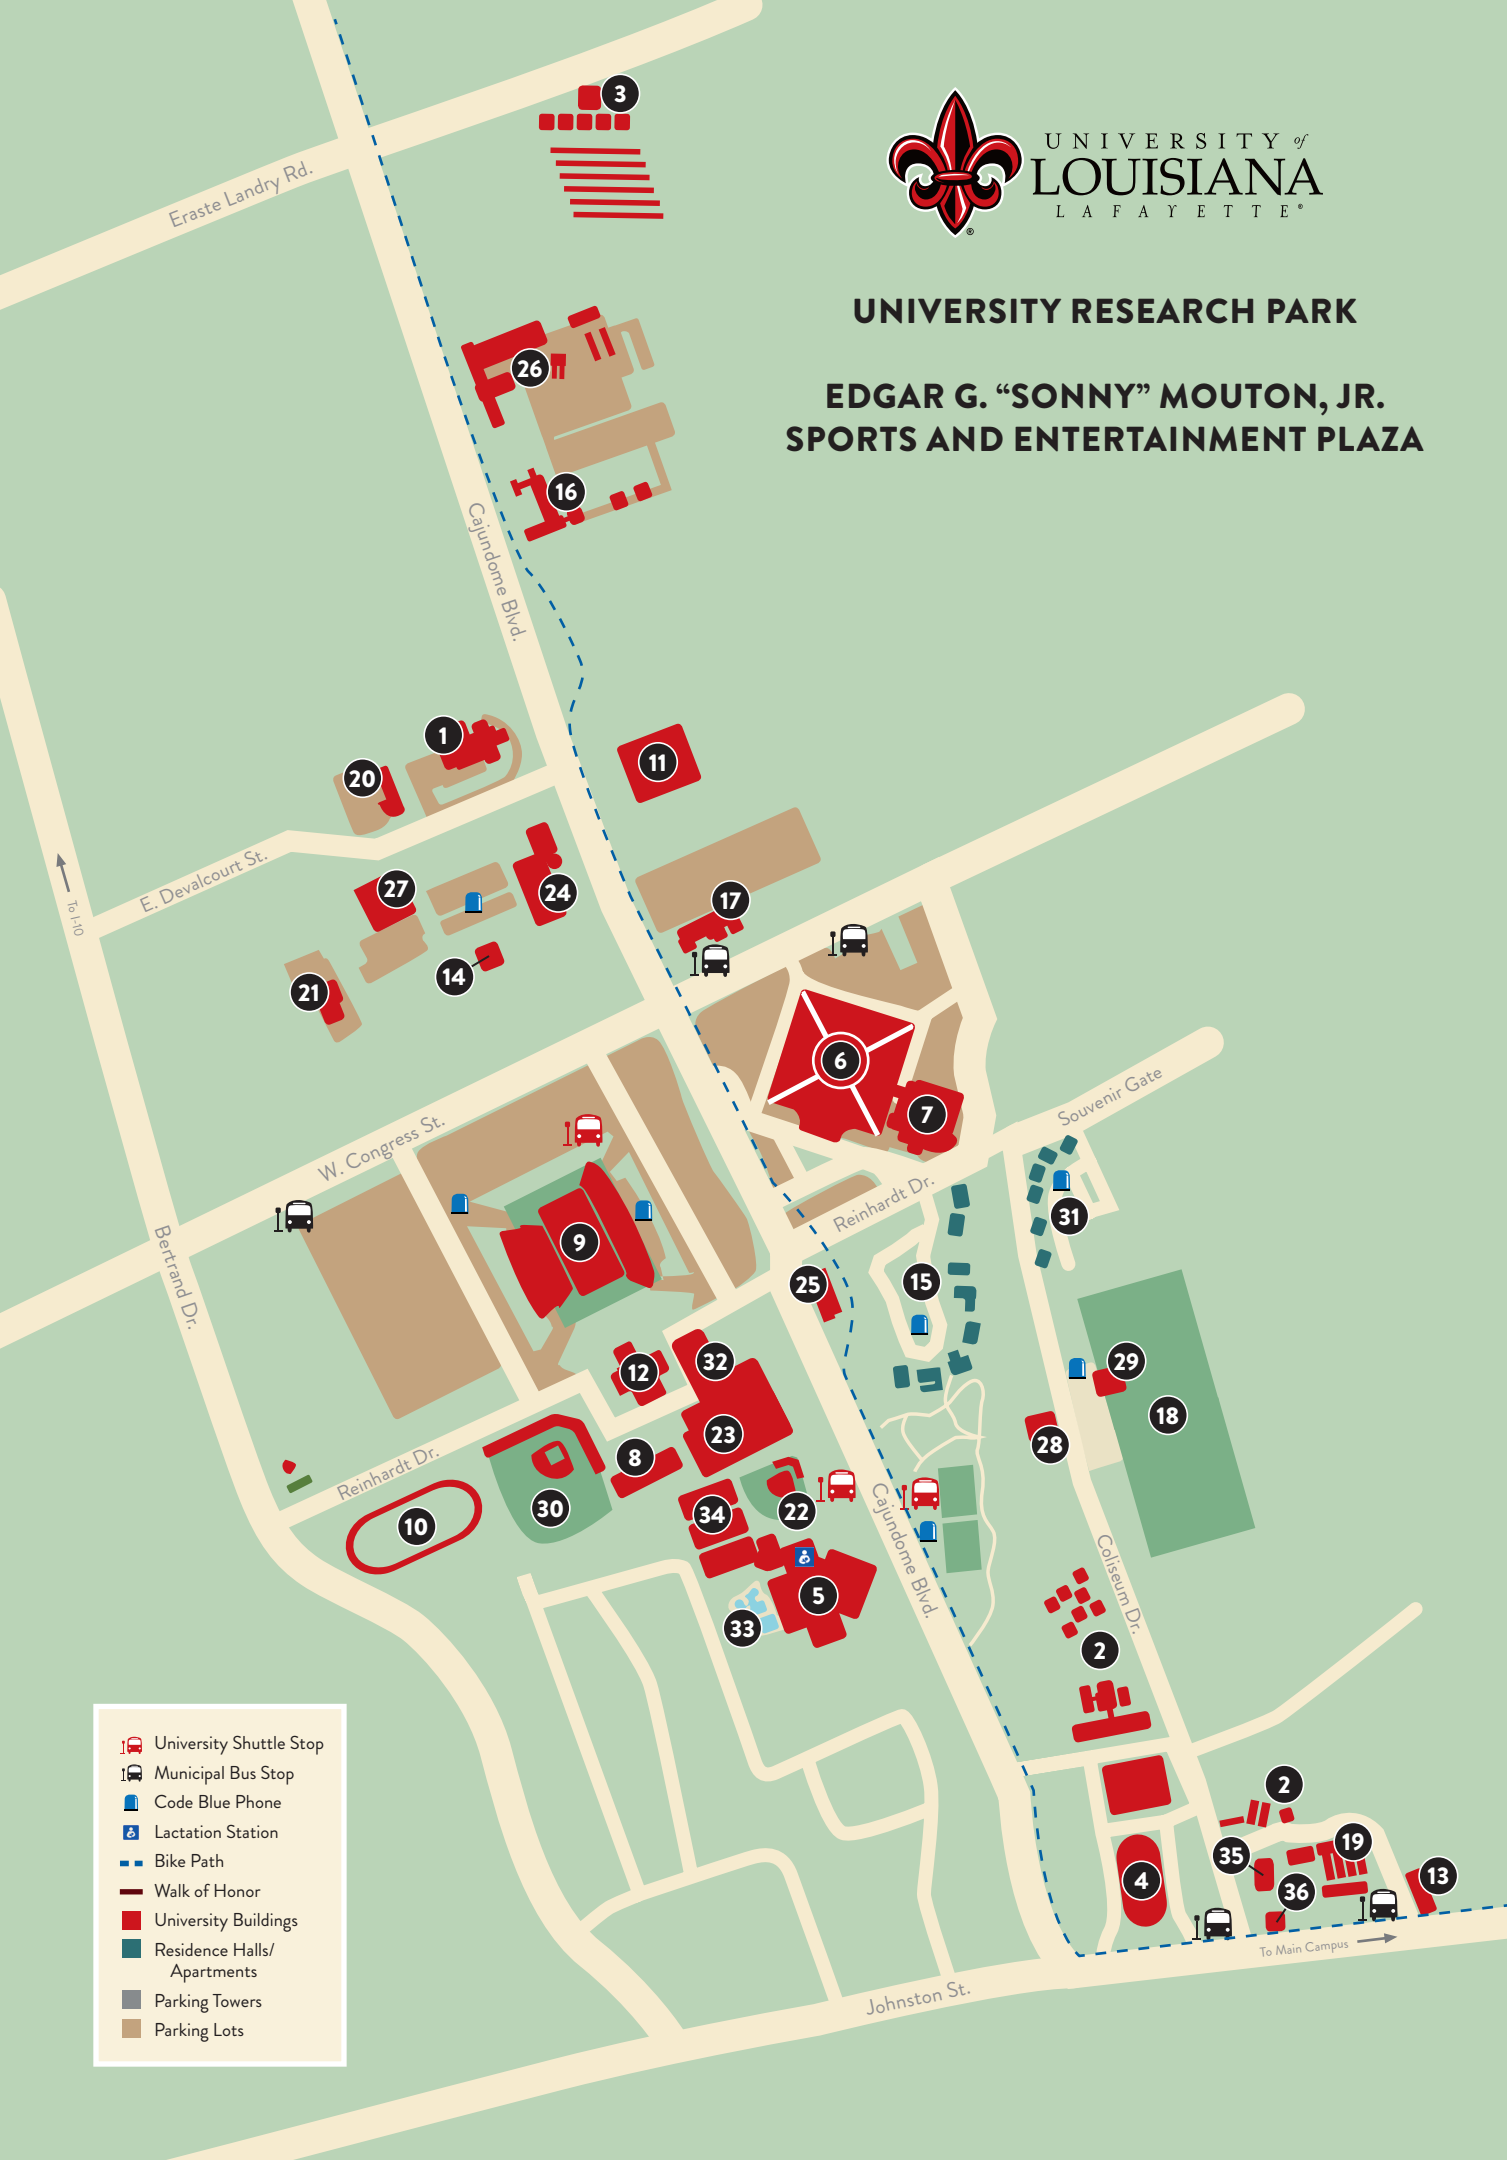 UNIVERSITY of
LOUISIANA
LAFAYETTE®
®
UNIVERSITY RESEARCH PARK
EDGAR G. “SONNY” MOUTON, JR.
SPORTS AND ENTERTAINMENT PLAZA
3
Eraste Landry Rd.
26
16
Cajundome Blvd.
1
11
20
E. Devalcourt St.
27
24
17
To I-10
14
21
6
7
Souvenir Gate
W. Congress St.
Reinhardt Dr.
31
9
Bertrand Dr.
25
15
12
32
29
18
23
28
8
Reinhardt Dr.
30
10
34
22
Cajundome Blvd.
Coliseum Dr.
5
33
2
2
35
19
4
36
13
To Main Campus
Johnston St.
University Shuttle Stop
Municipal Bus Stop
Code Blue Phone
Lactation Station
Bike Path
Walk of Honor
University Buildings
Residence Halls/
Apartments
Parking Towers
Parking Lots